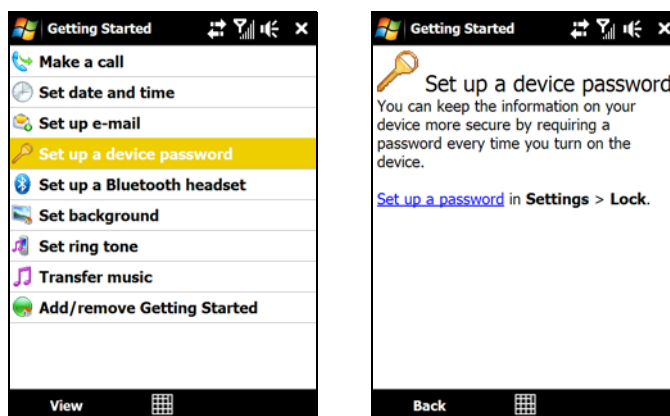 Getting Started
Make a call
Set date and time
Set up e-mail
Set up a device password
Set up a Bluetooth headset
Set background
Set ring tone
Transfer music
Add/remove Getting Started
View
Getting Started
Set up a device password
You can keep the information on your
device more secure by requiring a
password every time you turn on the
device.
Set up a password in Settings > Lock.
Back